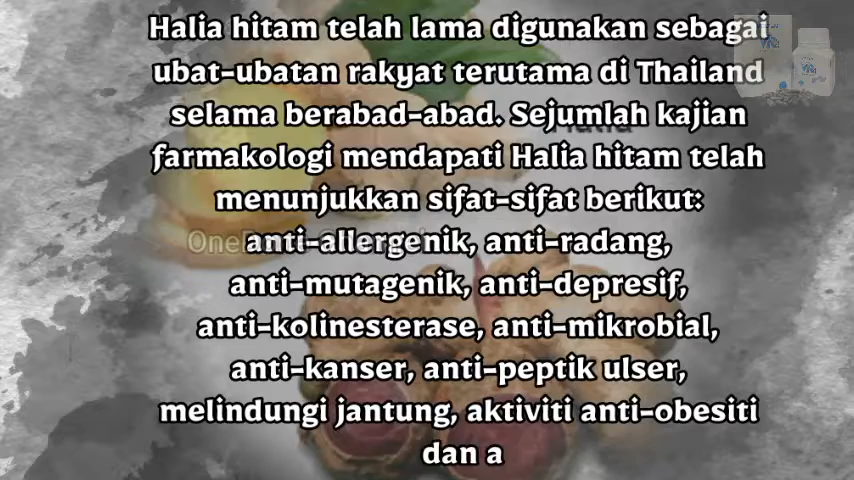 Halia hitam telah lama digunakan sebagai
ubat-ubatan rakyat terutama di Thailand
selama berabad-abad. Sejumlah kajian
farmakologi mendapati Halia hitam telah
menunjukkan sifat-sifat berikut:
anti-allergenik, anti-radang,
anti-mutagenik, anti-depresif,
anti-kolinesterase, anti-mikrobial,
anti-kanser, anti-peptik ulser,
melindungi jantung, aktiviti anti-obesiti
dan a